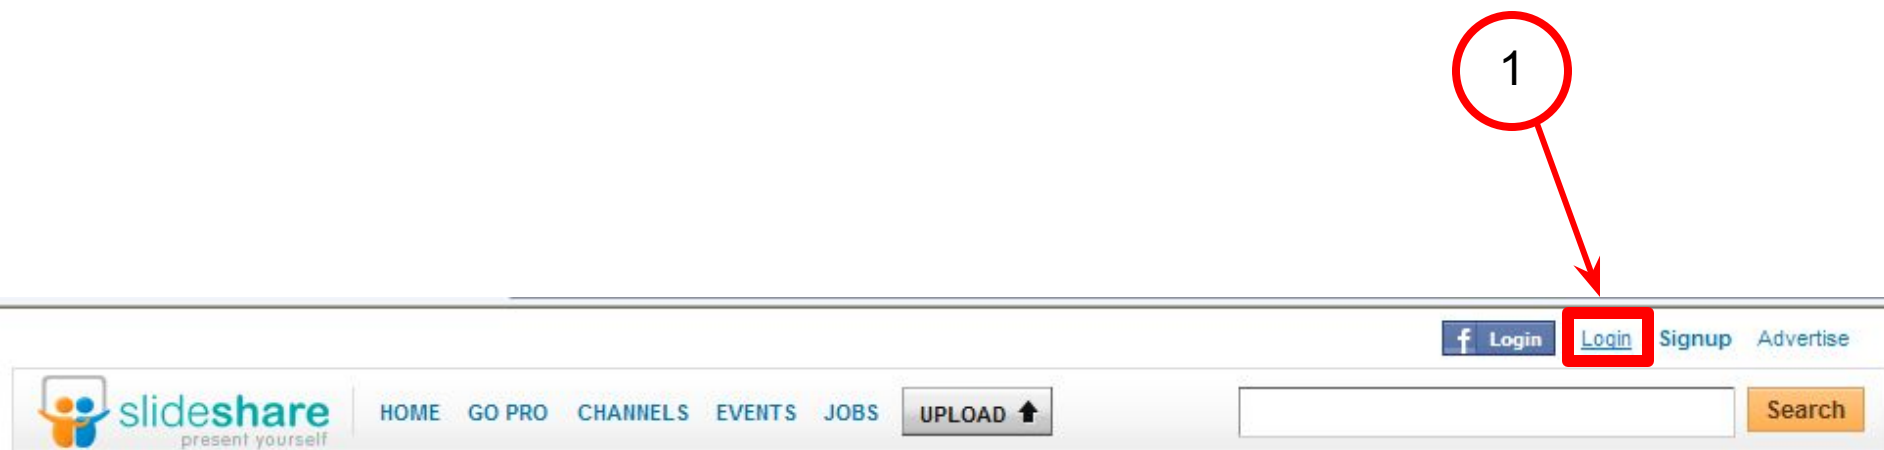 1
f Login Login Signup Advertise
slideshare HOME GO PRO CHANNELS EVENTS JOBS UPLOAD Search
present yourself